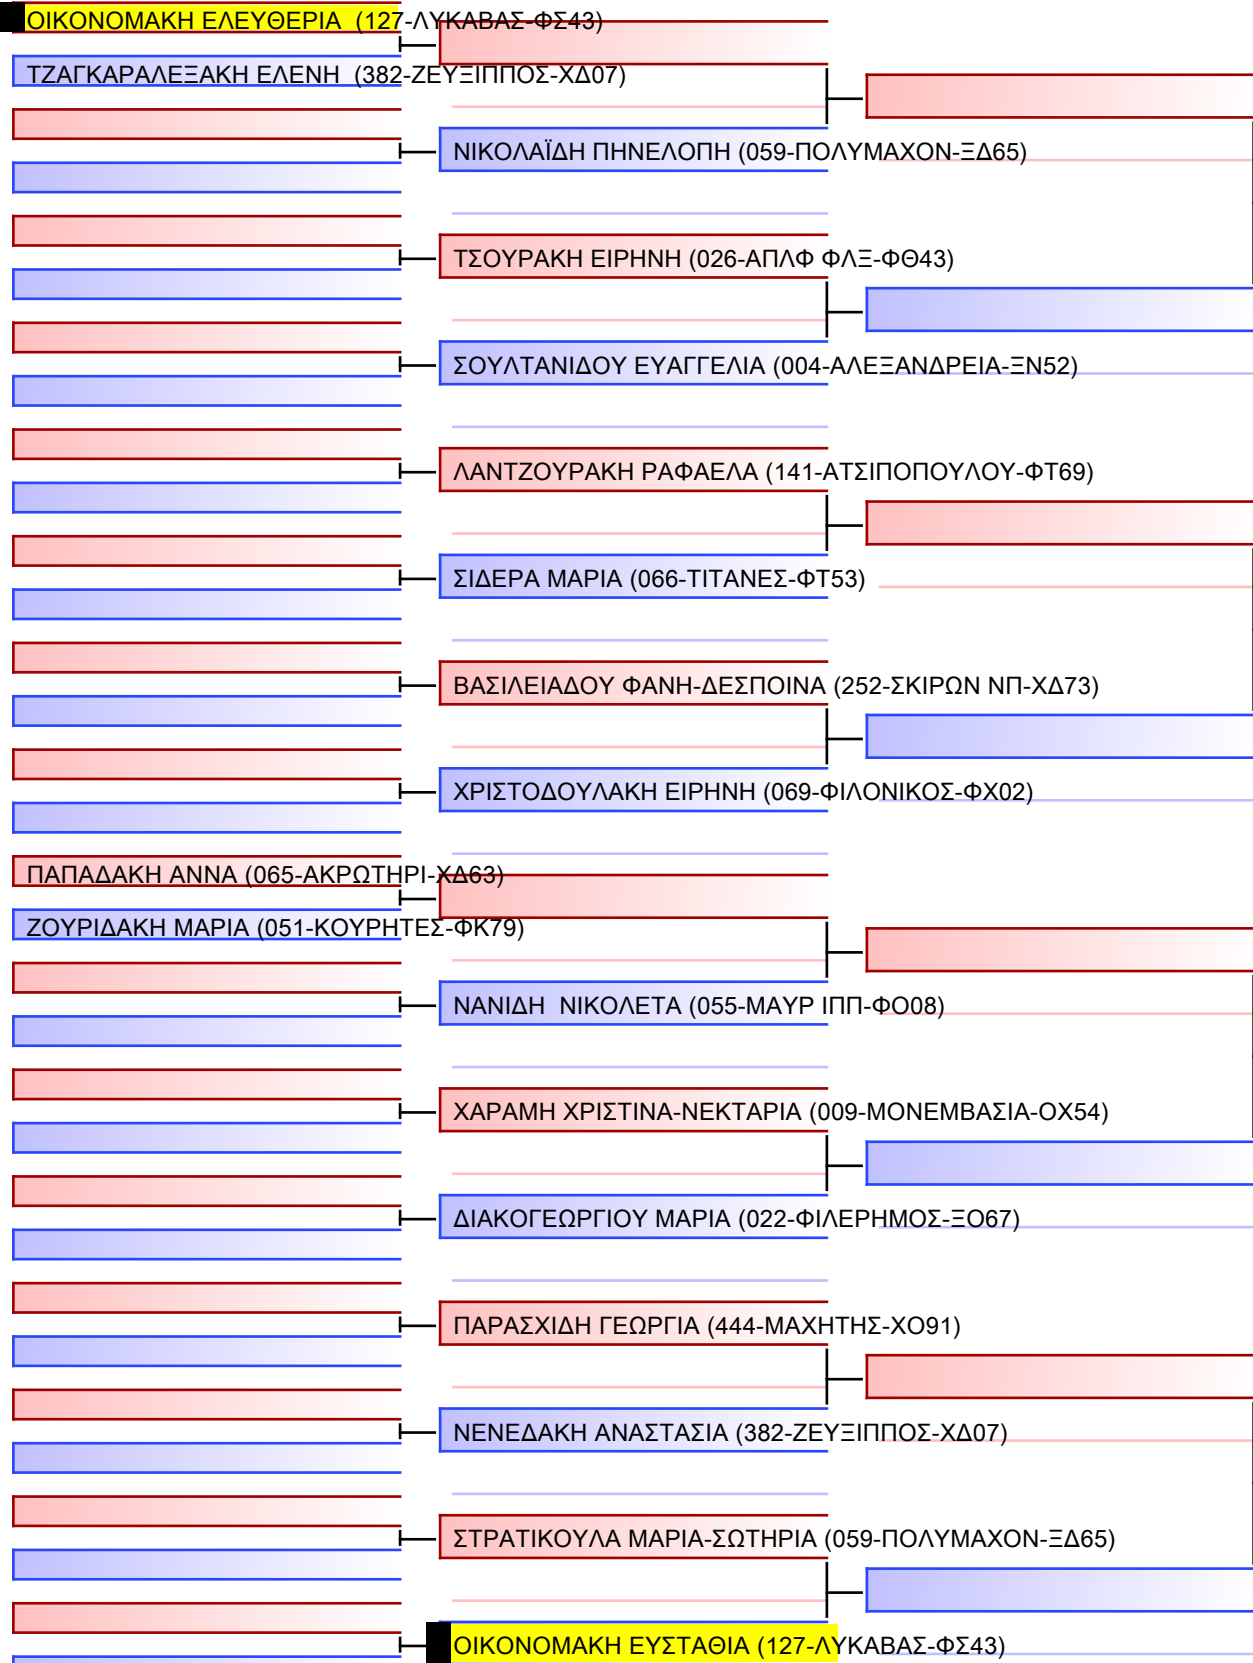 ΟΙΚΟΝΟΜΑΚΗ ΕΛΕΥΘΕΡΙΑ (127-ΛΥΚΑΒΑΣ-ΦΣ43)
ΤΖΑΓΚΑΡΑΛΕΞΑΚΗ ΕΛΕΝΗ (382-ΖΕΥΞΙΠΠΟΣ-ΧΔ07)
ΝΙΚΟΛΑΪΔΗ ΠΗΝΕΛΟΠΗ (059-ΠΟΛΥΜΑΧΟΝ-ΞΔ65)
ΤΣΟΥΡΑΚΗ ΕΙΡΗΝΗ (026-ΑΠΛΦ ΦΛΞ-ΦΘ43)
ΣΟΥΛΤΑΝΙΔΟΥ ΕΥΑΓΓΕΛΙΑ (004-ΑΛΕΞΑΝΔΡΕΙΑ-ΞΝ52)
ΛΑΝΤΖΟΥΡΑΚΗ ΡΑΦΑΕΛΑ (141-ΑΤΣΙΠΟΠΟΥΛΟΥ-ΦΤ69)
ΣΙΔΕΡΑ ΜΑΡΙΑ (066-ΤΙΤΑΝΕΣ-ΦΤ53)
ΒΑΣΙΛΕΙΑΔΟΥ ΦΑΝΗ-ΔΕΣΠΟΙΝΑ (252-ΣΚΙΡΩΝ ΝΠ-ΧΔ73)
ΧΡΙΣΤΟΔΟΥΛΑΚΗ ΕΙΡΗΝΗ (069-ΦΙΛΟΝΙΚΟΣ-ΦΧ02)
ΠΑΠΑΔΑΚΗ ΑΝΝΑ (065-ΑΚΡΩΤΗΡΙ-ΧΔ63)
ΖΟΥΡΙΔΑΚΗ ΜΑΡΙΑ (051-ΚΟΥΡΗΤΕΣ-ΦΚ79)
ΝΑΝΙΔΗ ΝΙΚΟΛΕΤΑ (055-ΜΑΥΡ ΙΠΠ-ΦΟ08)
ΧΑΡΑΜΗ ΧΡΙΣΤΙΝΑ-ΝΕΚΤΑΡΙΑ (009-ΜΟΝΕΜΒΑΣΙΑ-ΟΧ54)
ΔΙΑΚΟΓΕΩΡΓΙΟΥ ΜΑΡΙΑ (022-ΦΙΛΕΡΗΜΟΣ-ΞΟ67)
ΠΑΡΑΣΧΙΔΗ ΓΕΩΡΓΙΑ (444-ΜΑΧΗΤΗΣ-ΧΟ91)
ΝΕΝΕΔΑΚΗ ΑΝΑΣΤΑΣΙΑ (382-ΖΕΥΞΙΠΠΟΣ-ΧΔ07)
ΣΤΡΑΤΙΚΟΥΛΑ ΜΑΡΙΑ-ΣΩΤΗΡΙΑ (059-ΠΟΛΥΜΑΧΟΝ-ΞΔ65)
ΟΙΚΟΝΟΜΑΚΗ ΕΥΣΤΑΘΙΑ (127-ΛΥΚΑΒΑΣ-ΦΣ43)